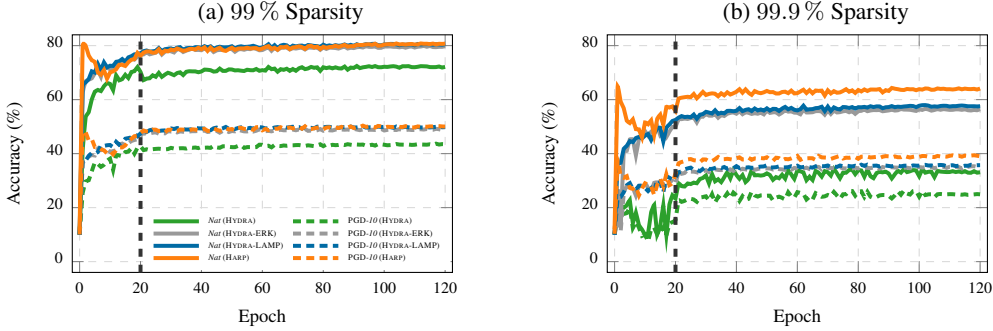 (a) 99 % Sparsity
80
60
40
20
0
Accuracy (%)
Nat (HYDRA)
Nat (HYDRA-ERK)
Nat (HYDRA-LAMP)
Nat (HARP)
PGD-10 (HYDRA)
PGD-10 (HYDRA-ERK)
PGD-10 (HYDRA-LAMP)
PGD-10 (HARP)
0 20 40 60 80 100 120
Epoch
(b) 99.9 % Sparsity
80
60
40
20
0
Accuracy (%)
0 20 40 60 80 100 120
Epoch